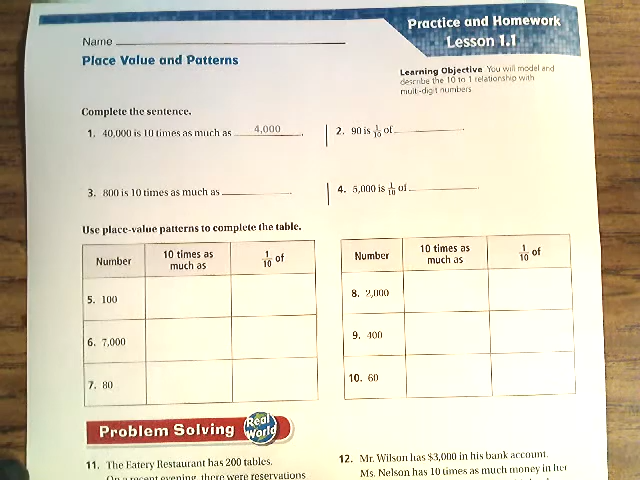 Practice and Homework
Lesson 1.1
Name
Place Value and Patterns
Learning Objective You will model and
describe the 10 to 1 relationship with
multi-digit numbers
Complete the sentence.
1. 40,000 is 10 times as much as 4,000.
2. 90 is 1/10 of
3. 800 is 10 times as much as
4. 5,000 is 1/10 of
Use place-value patterns to complete the table.
Number 10 times as much as 1/10 of
5. 100
6. 7,000
7. 80
Number 10 times as much as 1/10 of
8. 2,000
9. 400
10. 60
Problem Solving Real World
11. The Eatery Restaurant has 200 tables.
On a recent evening, there were reservations
12. Mr. Wilson has $3,000 in his bank account.
Ms. Nelson has 10 times as much money in her